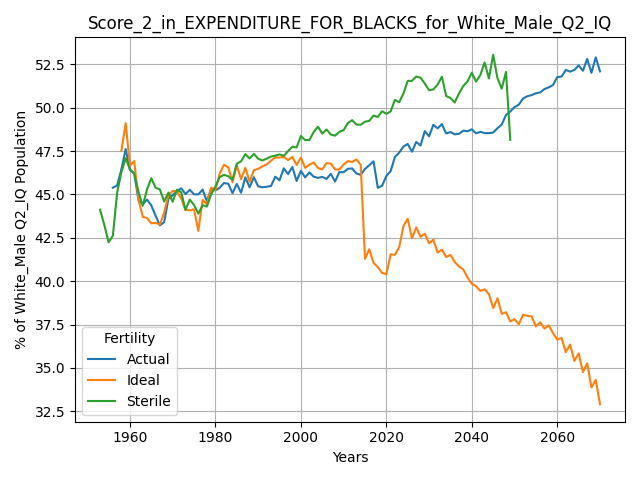 Score_2_in_EXPENDITURE_FOR_BLACKS_for_White_Male_Q2_IQ
% of White_Male Q2_IQ Population
52.5
50.0
47.5
45.0
42.5
40.0
37.5
35.0
32.5
Fertility
Actual
Ideal
Sterile
1960
1980
2000
2020
2040
2060
Years